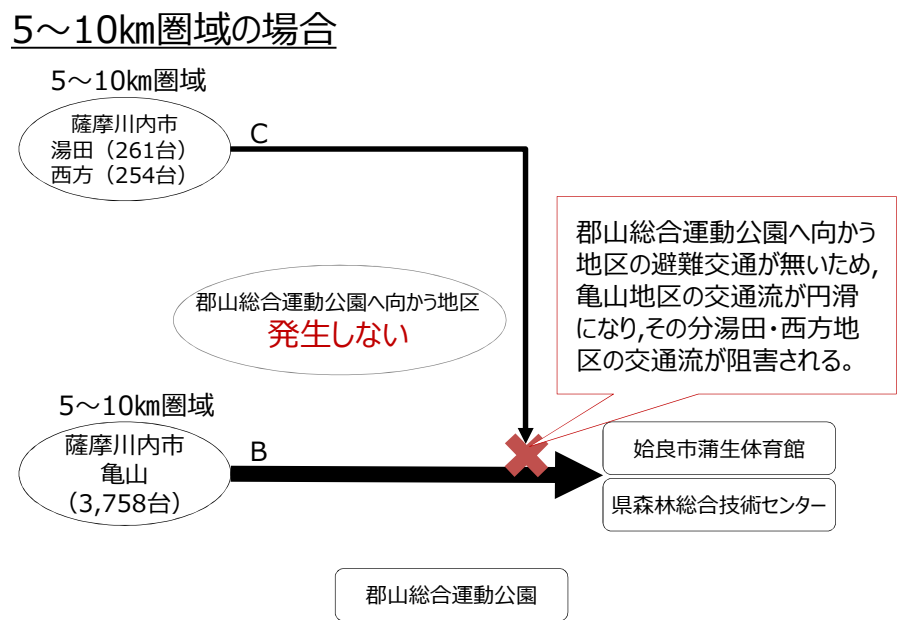 5～10㎞圏域の場合
5～10㎞圏域
薩摩川内市
湯田（261台）
西方（254台）
C
郡山総合運動公園へ向かう
地区の避難交通が無いため,
亀山地区の交通流が円滑
になり,その分湯田・西方地
区の交通流が阻害される。
郡山総合運動公園へ向かう地区
発生しない
5～10㎞圏域
薩摩川内市
亀山
（3,758台）
B
姶良市蒲生体育館
県森林総合技術センター
郡山総合運動公園